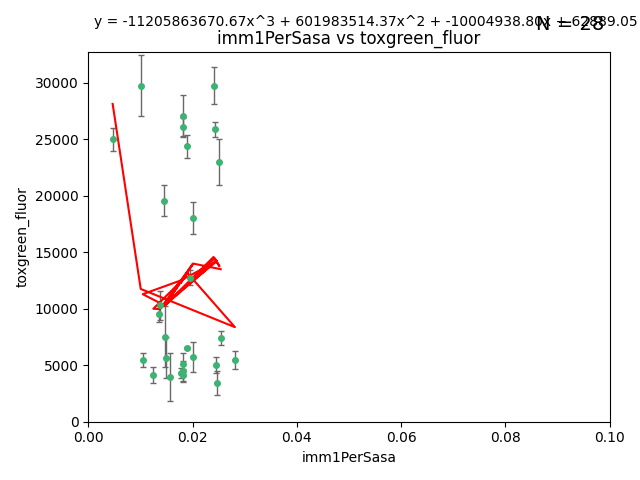 y = -11205863670.67x^3 + 601983514.37x^2 + -10004938.80x + 62889.05
N = 28
imm1PerSasa vs toxgreen_fluor
30000
25000
20000
15000
10000
5000
0
toxgreen_fluor
0.00 0.02 0.04 0.06 0.08 0.10
imm1PerSasa